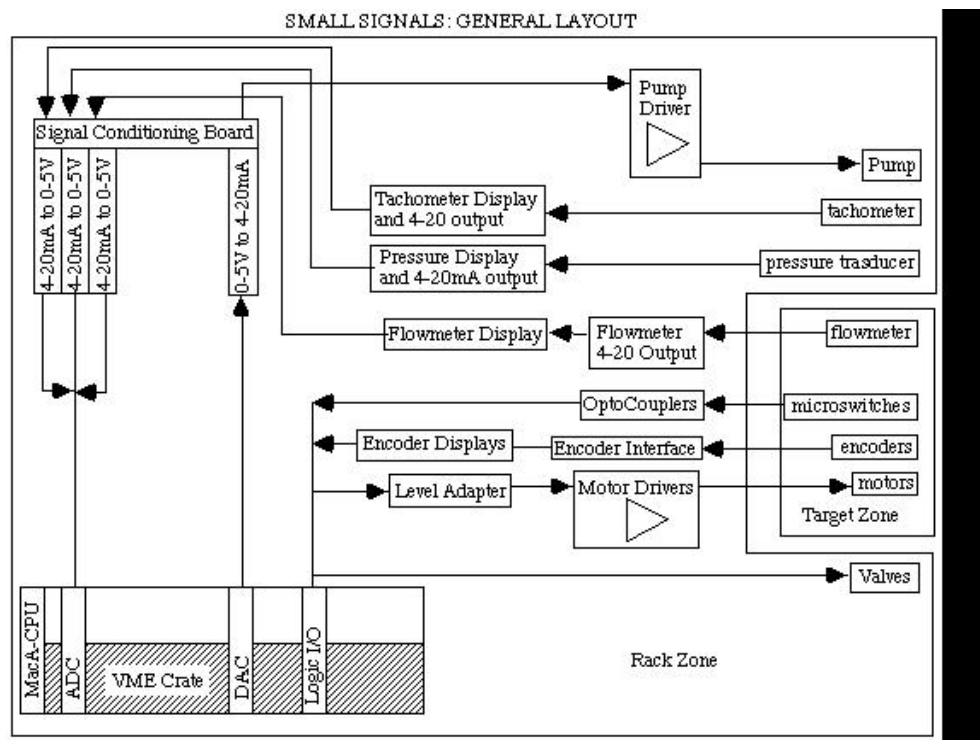 SMALL SIGNALS: GENERAL LAYOUT
Pump
Driver
Signal Conditioning Board
Pump
4-20mA to 0-5V
4-20mA to 0-5V
4-20mA to 0-5V
0-5V to 4-20mA
Tachometer Display
and 4-20 output
tachometer
Pressure Display
and 4-20mA output
pressure trasducer
Flowmeter Display
Flowmeter
4-20 Output
flowmeter
OptoCouplers
microswitches
Encoder Displays
Encoder Interface
encoders
Level Adapter
Motor Drivers
motors
Target Zone
Valves
MacA-CPU
ADC
VME Crate
DAC
Logic I/O
Rack Zone